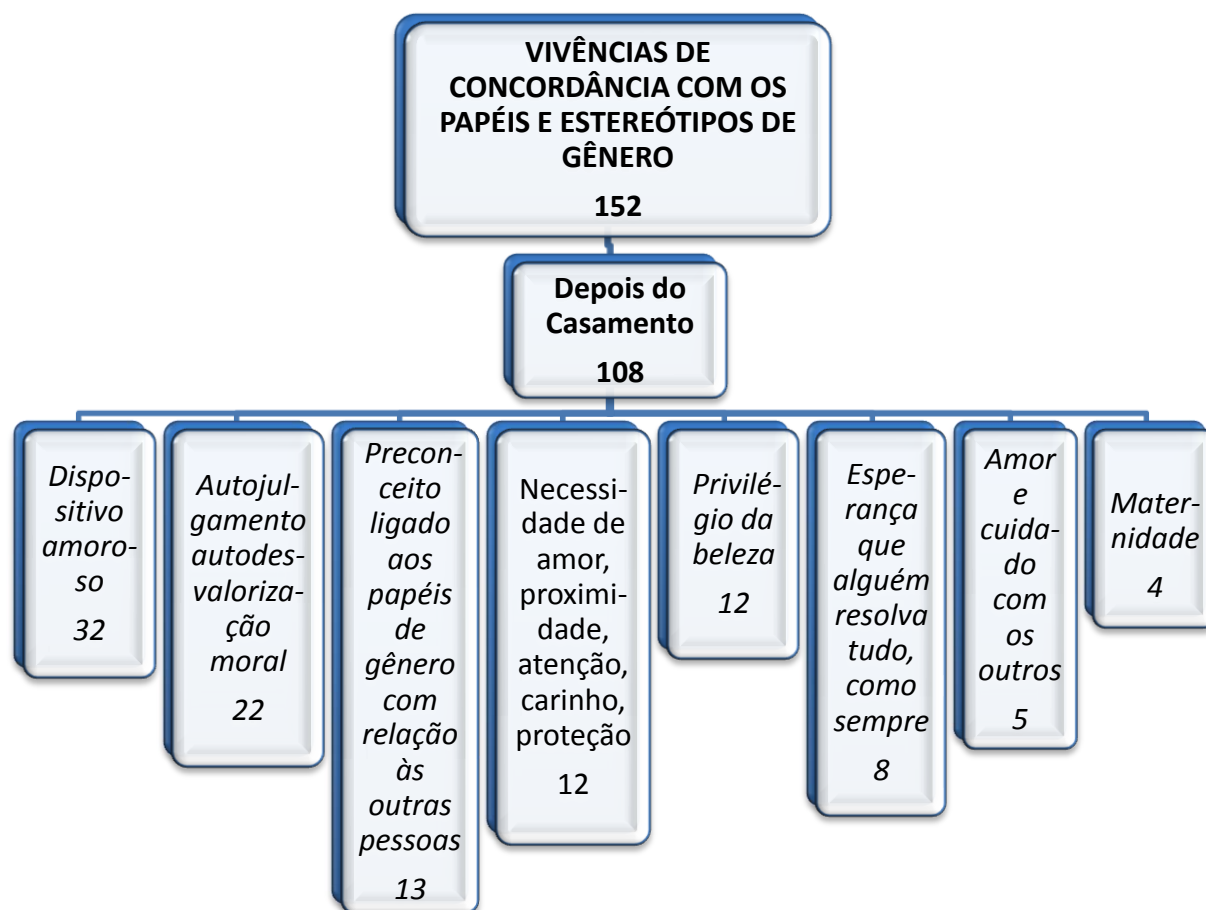 VIVÊNCIAS DE
CONCORDÂNCIA COM OS
PAPÉIS E ESTEREÓTIPOS DE
GÊNERO
152
Depois do
Casamento
108
Dispo-
sitivo
amoro-
so
32
Autojul-
gamento
autodes-
valoriza-
ção
moral
22
Precon-
ceito
ligado
aos
papéis
de
gênero
com
relação
às
outras
pessoas
13
Necessi-
dade de
amor,
proximi-
dade,
atenção,
carinho,
proteção
12
Privilé-
gio da
beleza
12
Espe-
rança
que
alguém
resolva
tudo,
como
sempre
8
Amor
e
cuida-
do
com
os
outros
5
Mater-
nidade
4